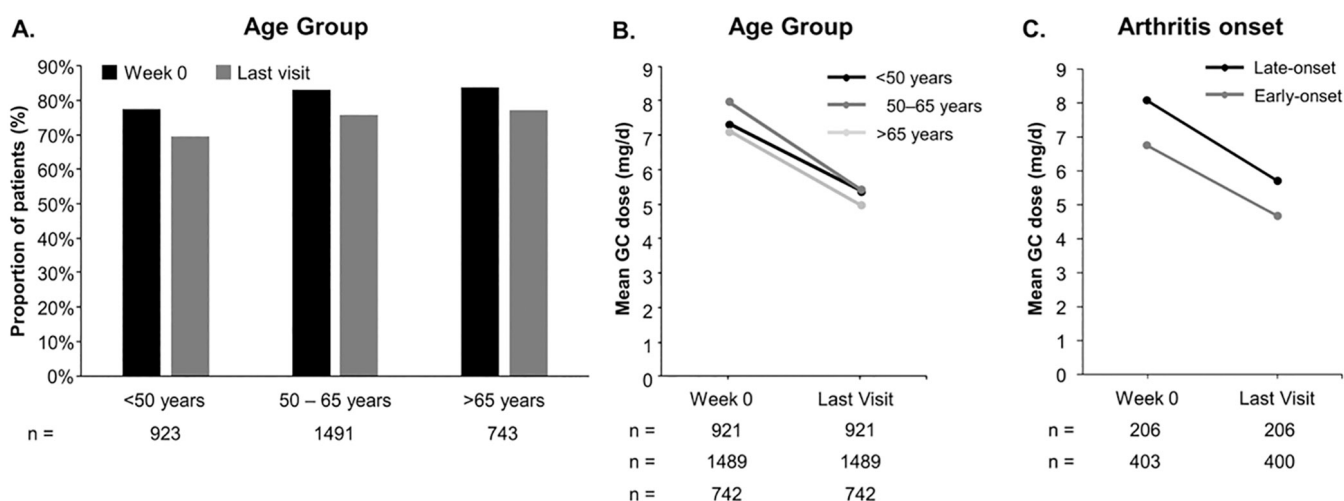 A.
Age Group
Week 0
Last visit
Proportion of patients (%)
90%
80%
70%
60%
50%
40%
30%
20%
10%
0%
<50 years 50 – 65 years >65 years
n = 923 1491 743
B.
Age Group
<50 years
50–65 years
>65 years
Mean GC dose (mg/d)
9
8
7
6
5
4
3
2
1
0
Week 0 Last Visit
n = 921 921
n = 1489 1489
n = 742 742
C.
Arthritis onset
Late-onset
Early-onset
Mean GC dose (mg/d)
9
8
7
6
5
4
3
2
1
0
Week 0 Last Visit
n = 206 206
n = 403 400